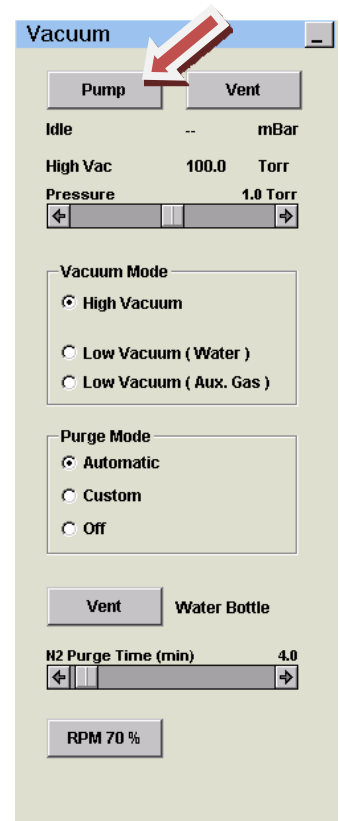 Vacuum _
Pump Vent
Idle -- mBar
High Vac 100.0 Torr
Pressure 1.0 Torr
Vacuum Mode
High Vacuum
Low Vacuum ( Water )
Low Vacuum ( Aux. Gas )
Purge Mode
Automatic
Custom
Off
Vent Water Bottle
N2 Purge Time (min) 4.0
RPM 70 %